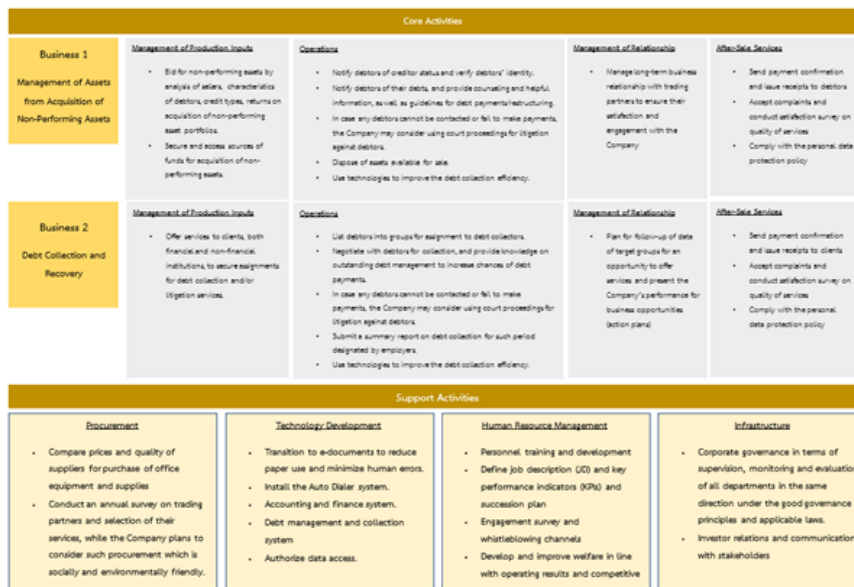 Core Activities
Business 1
Management of Assets
from Acquisition of
Non-Performing Assets
Management of Production Inputs
• Bid for non-performing assets by
analysis of sellers, characteristics
of debtors, credit types, returns on
acquisition of non-performing
asset portfolios.
• Secure and access sources of
funds for acquisition of non-
performing assets.
Operations
• Notify debtors of creditor status and verify debtors' identity.
• Notify debtors of their debts, and provide counseling and helpful
information, as well as guidelines for debt payments/restructuring.
• In case any debtors cannot be contacted or fail to make payments,
the Company may consider using court proceedings for litigation
against debtors.
• Dispose of assets available for sale.
• Use technologies to improve the debt collection efficiency.
Management of Relationship
• Manage long-term business
relationship with trading
partners to ensure their
satisfaction and
engagement with the
Company
After-Sale Services
• Send payment confirmation
and issue receipts to debtors
• Accept complaints and
conduct satisfaction survey on
quality of services
• Comply with the personal data
protection policy
Business 2
Debt Collection and
Recovery
Management of Production Inputs
• Offer services to clients, both
financial and non-financial
institutions, to secure assignments
for debt collection and/or
litigation services.
Operations
• List debtors into groups for assignment to debt collectors.
• Negotiate with debtors for collection, and provide knowledge on
outstanding debt management to increase chances of debt
payments.
• In case any debtors cannot be contacted or fail to make
payments, the Company may consider using court proceedings for
litigation against debtors.
• Submit a summary report on debt collection for such period
designated by employers.
• Use technologies to improve the debt collection efficiency.
Management of Relationship
• Plan for follow-up of data
of target groups for an
opportunity to offer
services and present the
Company's performance for
business opportunities
(action plans)
After-Sale Services
• Send payment confirmation
and issue receipts to clients
• Accept complaints and
conduct satisfaction survey on
quality of services
• Comply with the personal
data protection policy
Support Activities
Procurement
• Compare prices and quality of
suppliers for purchase of office
equipment and supplies
• Conduct an annual survey on trading
partners and selection of their
services, while the Company plans to
consider such procurement which is
socially and environmentally friendly.
Technology Development
• Transition to e-documents to reduce
paper use and minimize human errors.
• Install the Auto Dialer system.
• Accounting and finance system.
• Debt management and collection
system
• Authorize data access.
Human Resource Management
• Personnel training and development
• Define job description (JD) and key
performance indicators (KPIs) and
succession plan
• Engagement survey and
whistleblowing channels
• Develop and improve welfare in line
with operating results and competitive
Infrastructure
• Corporate governance in terms of
supervision, monitoring and evaluation
of all departments in the same
direction under the good governance
principles and applicable laws.
• Investor relations and communication
with stakeholders